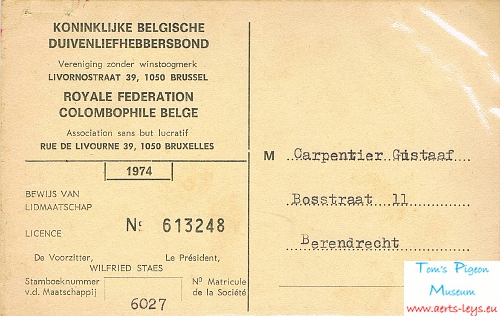 KONINKLIJKE BELGISCHE
DUIVENLIEFHEBBERSBOND
Vereniging zonder winstoogmerk
LIVORNOSTRAAT 39, 1050 BRUSSEL
ROYALE FEDERATION
COLOMBOPHILE BELGE
Association sans but lucratif
RUE DE LIVOURNE 39, 1050 BRUXELLES
1974
BEWIJS VAN
LIDMAATSCHAP
LICENCE
No 613248
De Voorzitter, Le Président,
WILFRIED STAES
Stamboeknummer
v.d. Maatschappij
No Matricule
de la Société
6027
M Carpentier Gustaaf
Bosstraat 11
Berendrecht
Tom's Pigeon
Museum
www.aerts-leys.eu